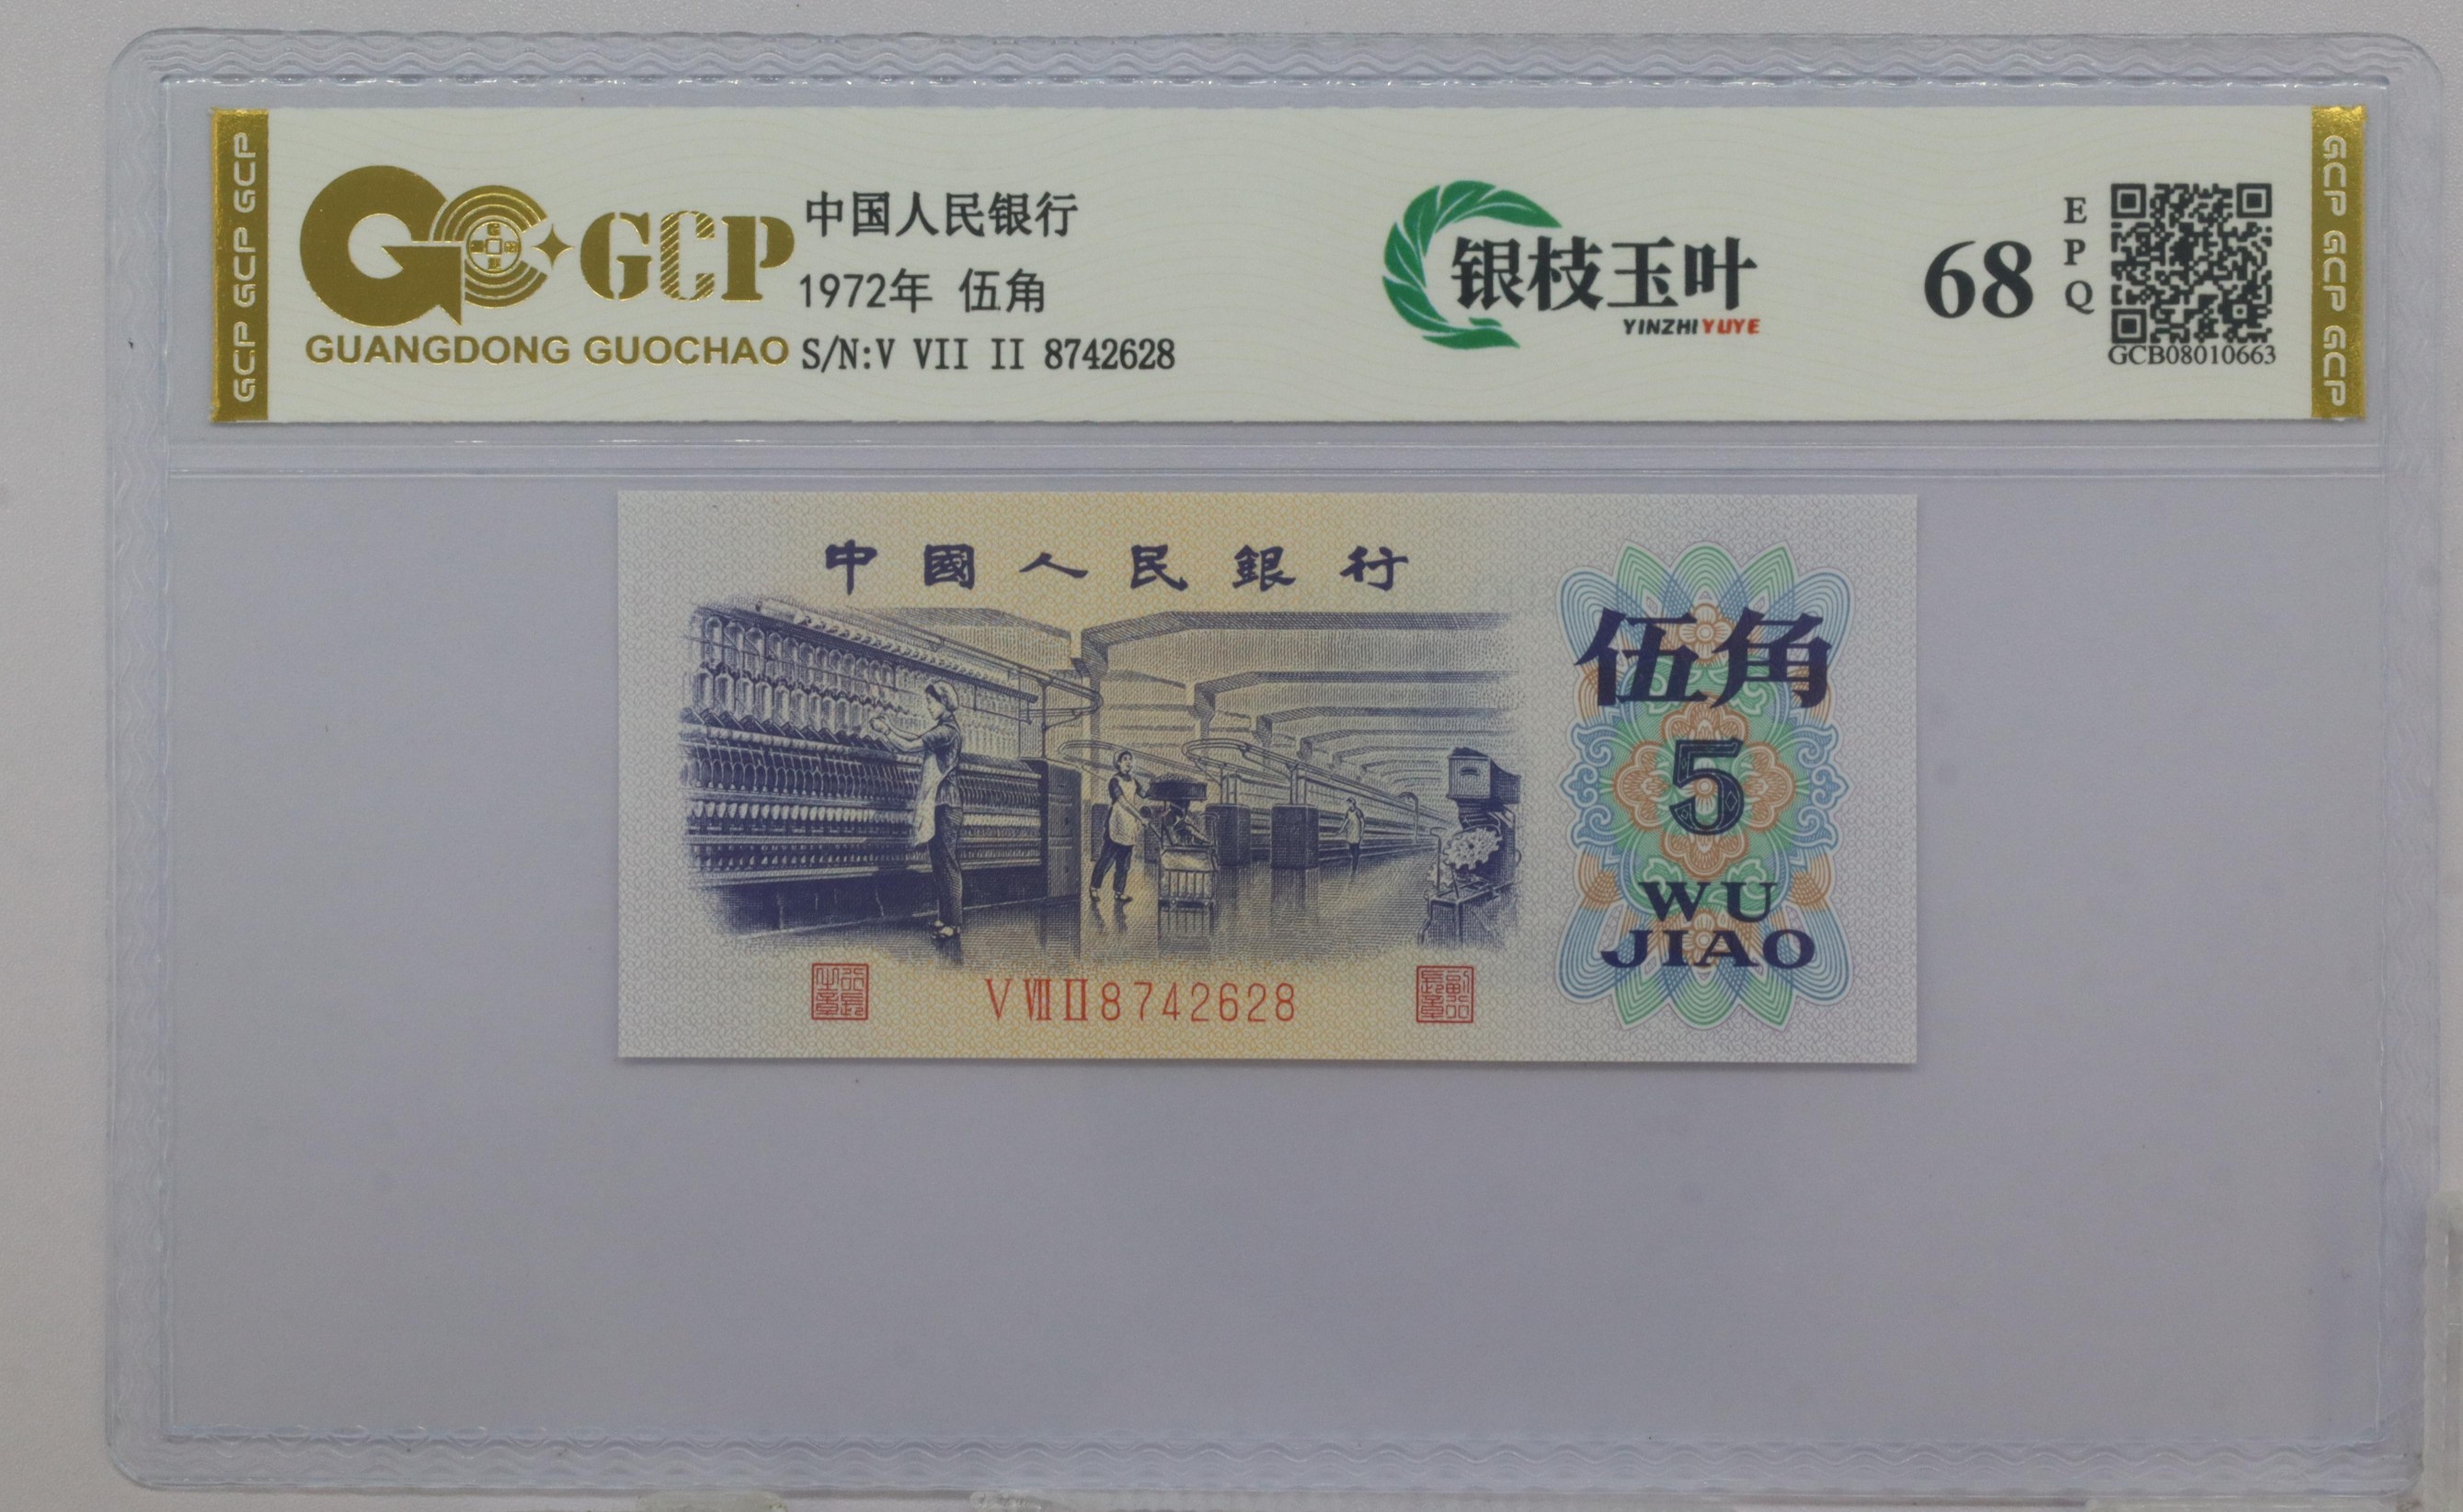 GCP GCP GCP
GCP
GUANGDONG GUOCHAO
中国人民银行
1972年 伍角
S/N:V VII II 8742628
银枝玉叶
YINZHIYUYE
68
E
P
Q
GCB08010663
GCP GCP GCP
中國人民銀行
伍角
5
WU
JIAO
V VII II 8742628